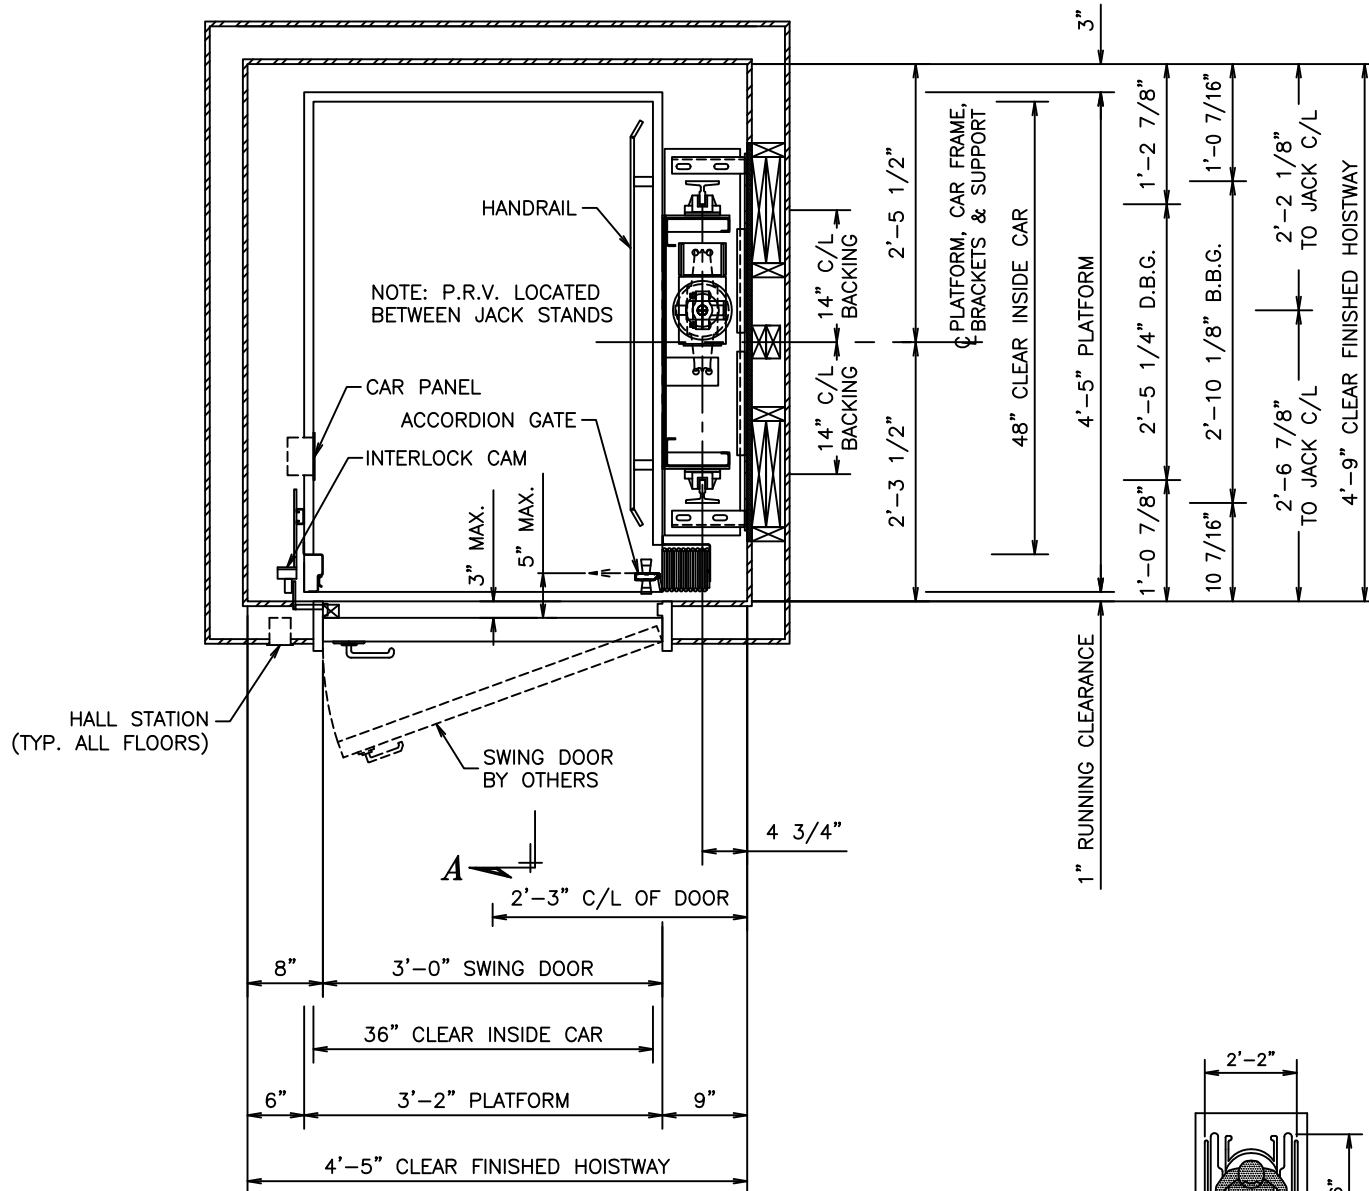 3"
HANDRAIL
NOTE: P.R.V. LOCATED
BETWEEN JACK STANDS
CAR PANEL
ACCORDION GATE
INTERLOCK CAM
3" MAX.
5" MAX.
14" C/L
BACKING
14" C/L
BACKING
2'-5 1/2"
2'-3 1/2"
℄ PLATFORM, CAR FRAME,
BRACKETS & SUPPORT
48" CLEAR INSIDE CAR
4'-5" PLATFORM
1'-2 7/8"
2'-5 1/4" D.B.G.
1'-0 7/8"
1'-0 7/16"
2'-10 1/8" B.B.G.
10 7/16"
2'-2 1/8"
TO JACK C/L
2'-6 7/8"
TO JACK C/L
4'-9" CLEAR FINISHED HOISTWAY
1" RUNNING CLEARANCE
HALL STATION
(TYP. ALL FLOORS)
SWING DOOR
BY OTHERS
A
4 3/4"
2'-3" C/L OF DOOR
8"
3'-0" SWING DOOR
36" CLEAR INSIDE CAR
6"
3'-2" PLATFORM
9"
4'-5" CLEAR FINISHED HOISTWAY
2'-2"